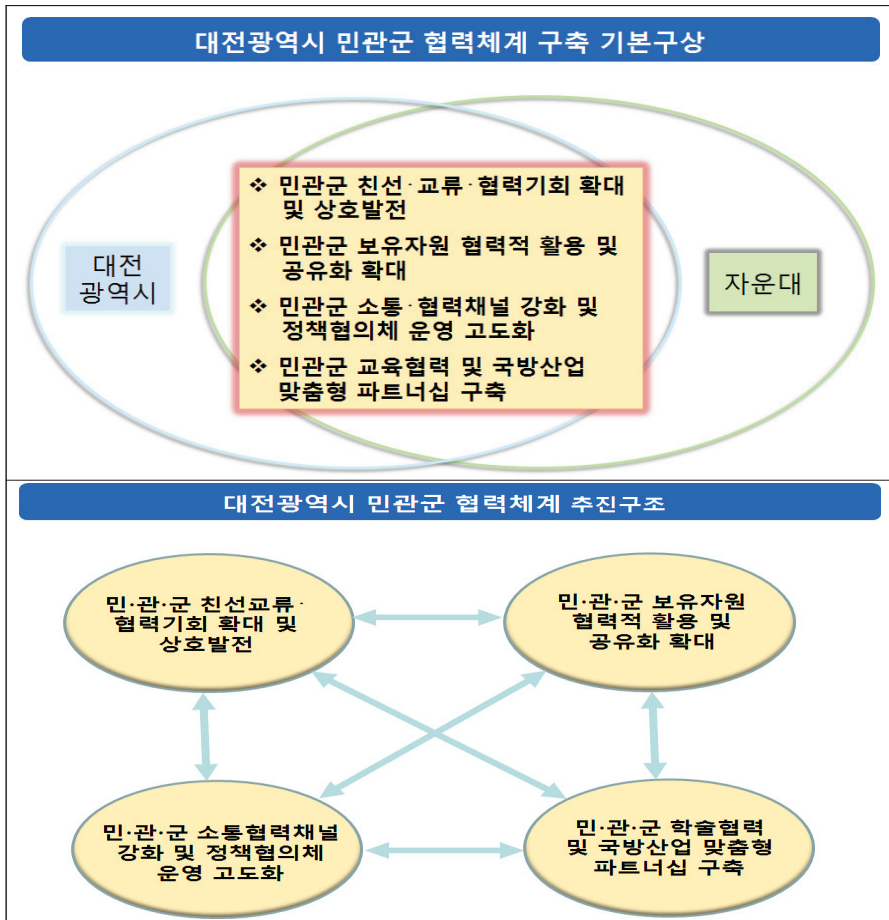 대전광역시 민관군 협력체계 구축 기본구상
❖ 민관군 친선·교류·협력기회 확대
및 상호발전
❖ 민관군 보유자원 협력적 활용 및
공유화 확대
❖ 민관군 소통·협력채널 강화 및
정책협의체 운영 고도화
❖ 민관군 교육협력 및 국방산업
맞춤형 파트너십 구축
대전
광역시
자운대
대전광역시 민관군 협력체계 추진구조
민·관·군 친선교류·
협력기회 확대 및
상호발전
민·관·군 보유자원
협력적 활용 및
공유화 확대
민·관·군 소통협력채널
강화 및 정책협의체
운영 고도화
민·관·군 학술협력
및 국방산업 맞춤형
파트너십 구축